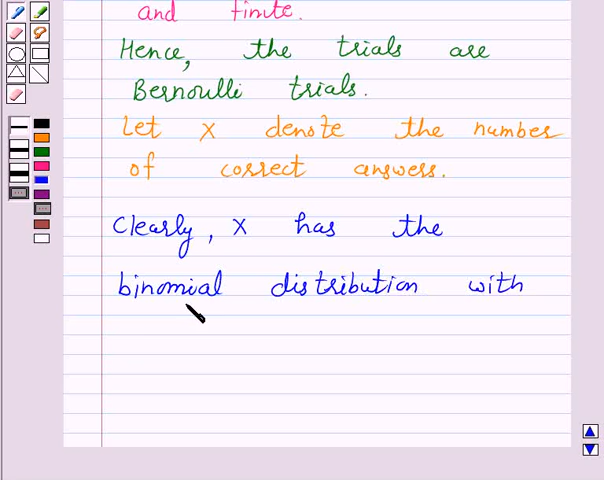 and finite.
Hence, the trials are
Bernoulli trials.
Let X denote the number
of correct answers.
Clearly, X has the
binomial distribution with